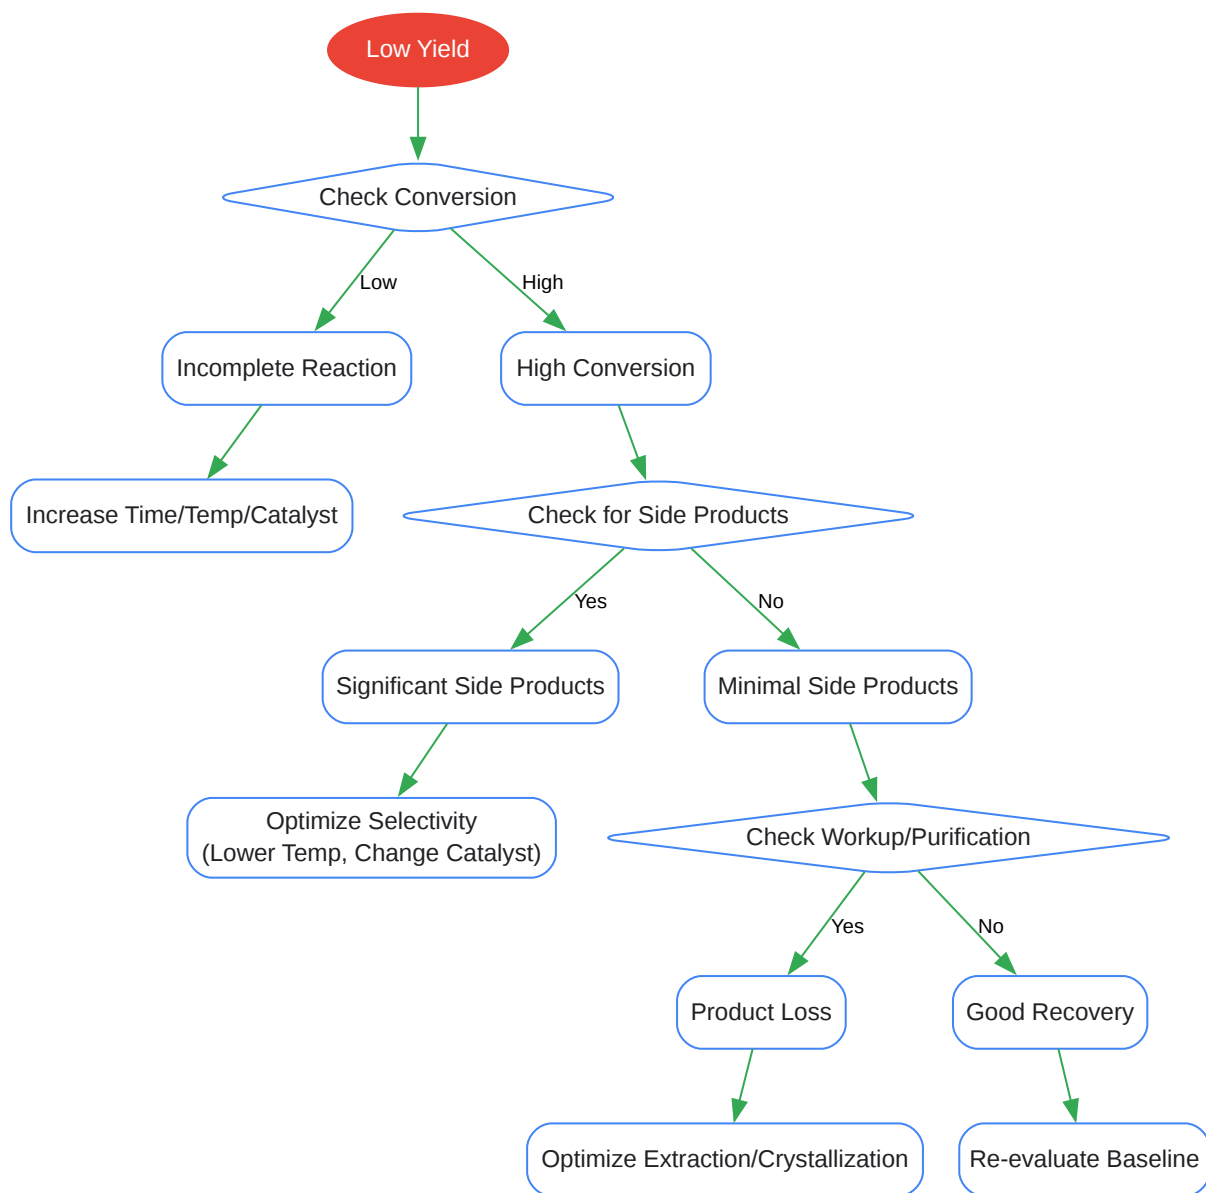 Low Yield
Check Conversion
Low
High
Incomplete Reaction
High Conversion
Increase Time/Temp/Catalyst
Check for Side Products
Yes
No
Significant Side Products
Minimal Side Products
Optimize Selectivity
(Lower Temp, Change Catalyst)
Check Workup/Purification
Yes
No
Product Loss
Good Recovery
Optimize Extraction/Crystallization
Re-evaluate Baseline